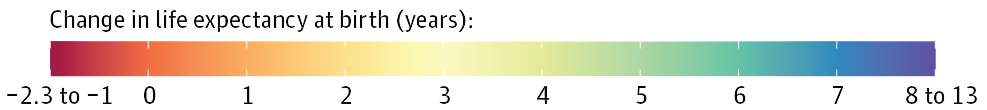 Change in life expectancy at birth (years):
−2.3 to −1 0 1 2 3 4 5 6 7 8 to 13